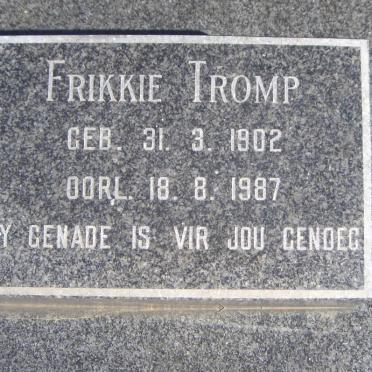 FRIKKIE TROMP
GEB. 31. 3. 1902
OORL. 18. 8. 1987
Y GENADE IS VIR JOU GENOEG